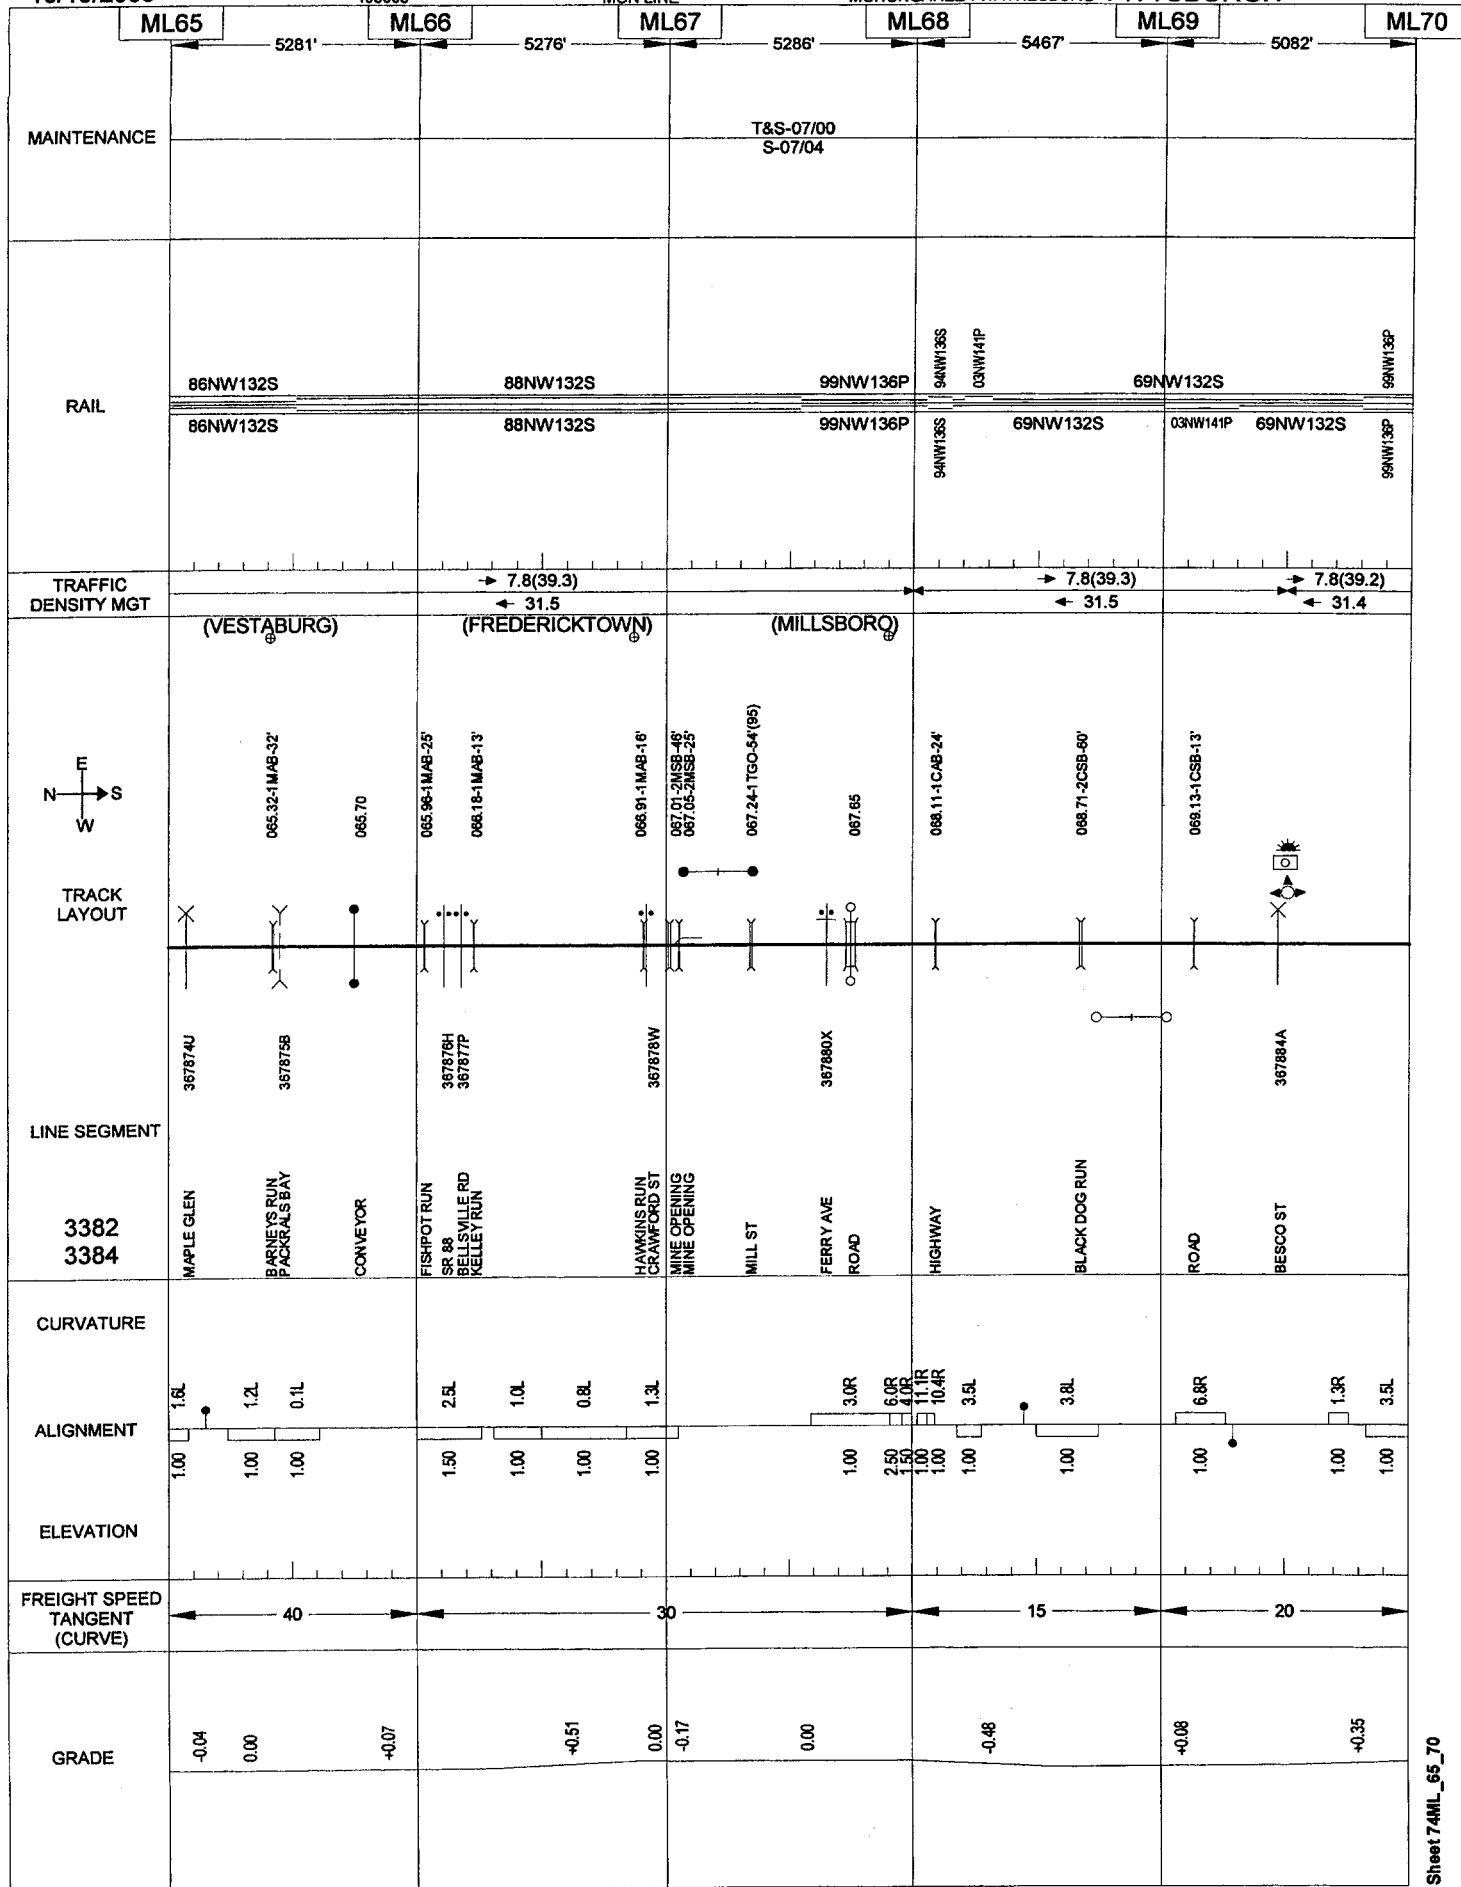 ML65 ML66 ML67 ML68 ML69 ML70
5281' 5276' 5286' 5467' 5082'
MAINTENANCE
T&S-07/00
S-07/04
RAIL
86NW132S 88NW132S 99NW136P 94NW136S 03NW141P 69NW132S 99NW136P
86NW132S 88NW132S 99NW136P 94NW136S 69NW132S 03NW141P 69NW132S 99NW136P
TRAFFIC
DENSITY MGT
7.8(39.3) 7.8(39.3) 7.8(39.2)
31.5 31.5 31.4
(VESTABURG) (FREDERICKTOWN) (MILLSBORO)
E
N S
W
065.32-1MAB-32'
065.70
065.96-1MAB-25'
066.18-1MAB-13'
066.91-1MAB-16'
067.01-2MSB-46'
067.05-2MSB-25'
067.24-1TGO-54'(95)
067.65
068.11-1CAB-24'
068.71-2CSB-60'
069.13-1CSB-13'
TRACK
LAYOUT
367874U
367875B
367876H
367877P
367878W
367880X
367884A
LINE SEGMENT
3382
3384
MAPLE GLEN
BARNEYS RUN
PACKRALS BAY
CONVEYOR
FISHPOT RUN
SR 88
BELLSVILLE RD
KELLEY RUN
HAWKINS RUN
CRAWFORD ST
MINE OPENING
MINE OPENING
MILL ST
FERRY AVE
ROAD
HIGHWAY
BLACK DOG RUN
ROAD
BESCO ST
CURVATURE
1.6L 1.2L 0.1L 2.5L 1.0L 0.8L 1.3L 3.0R 6.0R 4.0R 11.1R 10.4R 3.5L 3.8L 6.8R 1.3R 3.5L
ALIGNMENT
1.00 1.00 1.00 1.50 1.00 1.00 1.00 1.00 2.50 1.50 1.00 1.00 1.00 1.00 1.00 1.00 1.00
ELEVATION
FREIGHT SPEED
TANGENT
(CURVE)
40 30 15 20
GRADE
-0.04 0.00 +0.07 +0.51 0.00 -0.17 0.00 -0.48 +0.08 +0.35
Sheet 74ML_65_70